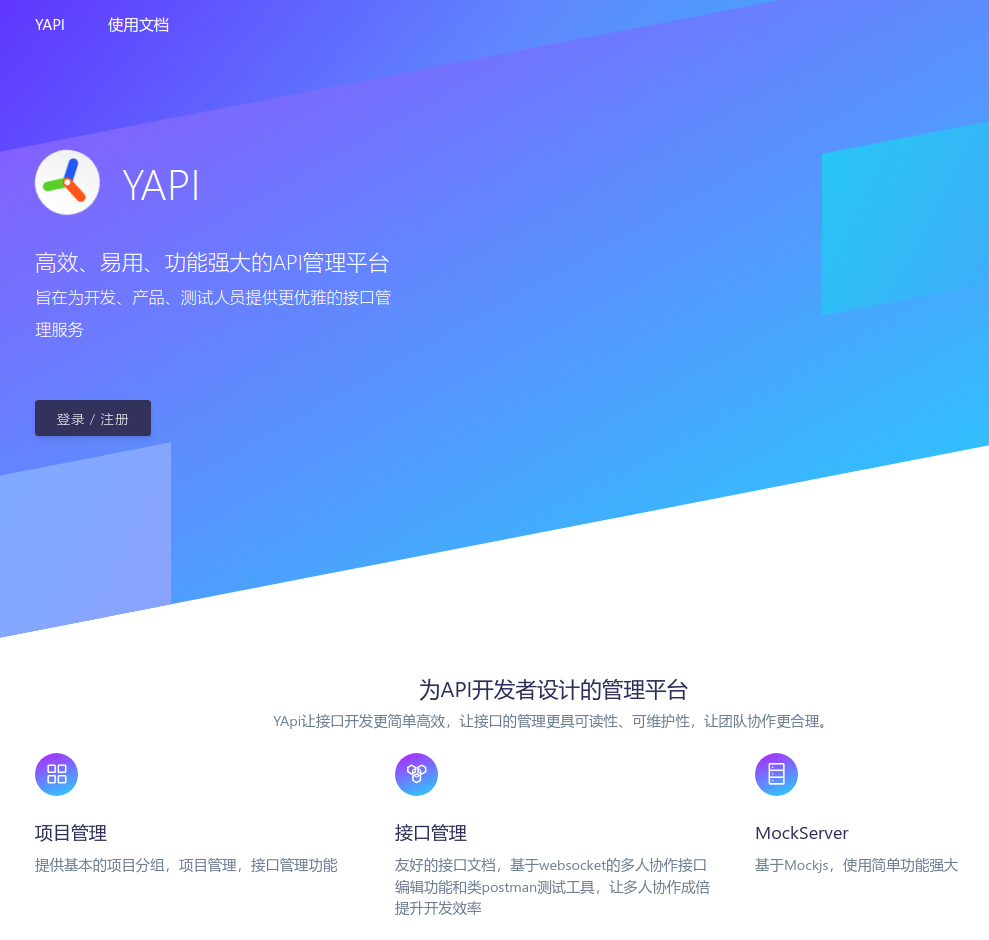 YAPI
使用文档
YAPI
高效、易用、功能强大的API管理平台
旨在为开发、产品、测试人员提供更优雅的接口管
理服务
登录 / 注册
为API开发者设计的管理平台
YApi让接口开发更简单高效，让接口的管理更具可读性、可维护性，让团队协作更合理。
项目管理
提供基本的项目分组，项目管理，接口管理功能
接口管理
友好的接口文档，基于websocket的多人协作接口
编辑功能和类postman测试工具，让多人协作成倍
提升开发效率
MockServer
基于Mockjs，使用简单功能强大